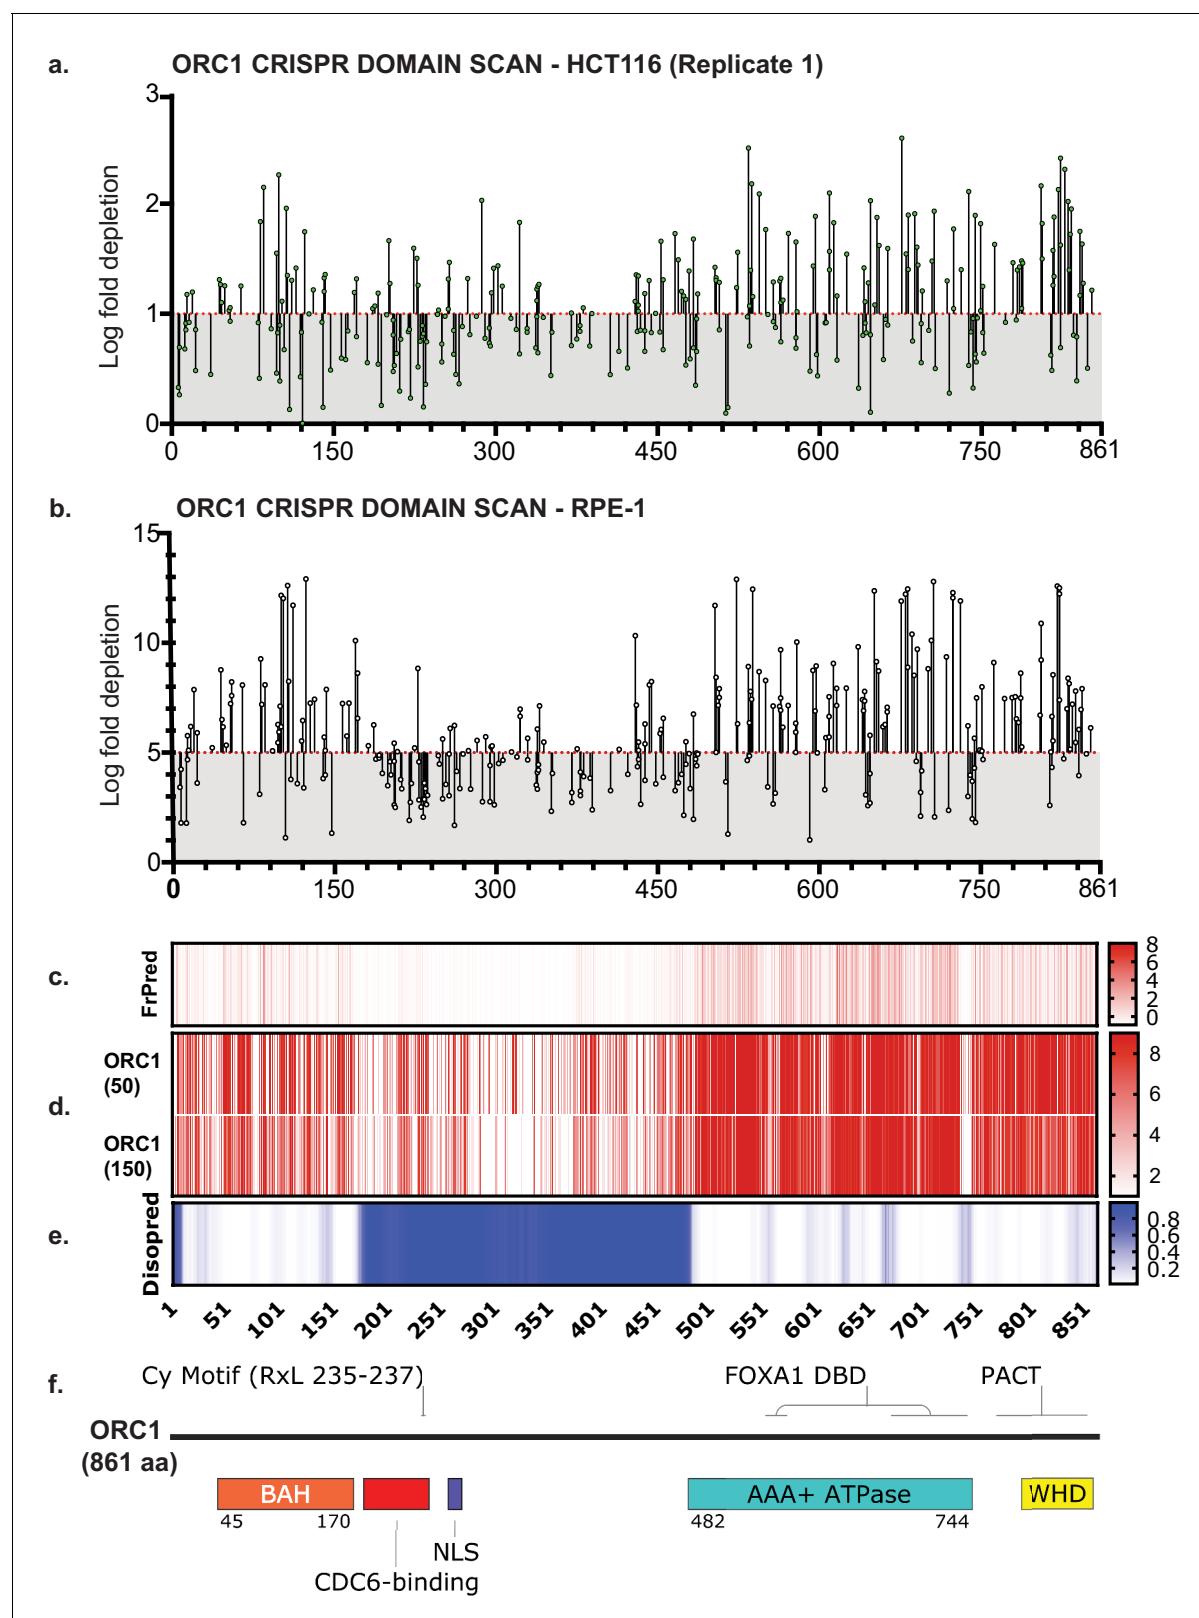 a.
ORC1 CRISPR DOMAIN SCAN - HCT116 (Replicate 1)
Log fold depletion
3
2
1
0
0 150 300 450 600 750 861
b.
ORC1 CRISPR DOMAIN SCAN - RPE-1
Log fold depletion
15
10
5
0
0 150 300 450 600 750 861
c.
FrPred
8
6
4
2
0
d.
ORC1
(50)
ORC1
(150)
8
6
4
2
e.
Disopred
0.8
0.6
0.4
0.2
1 51 101 151 201 251 301 351 401 451 501 551 601 651 701 751 801 851
f.
Cy Motif (RxL 235-237)
FOXA1 DBD
PACT
ORC1
(861 aa)
BAH
AAA+ ATPase
WHD
45 170 482 744
NLS
CDC6-binding